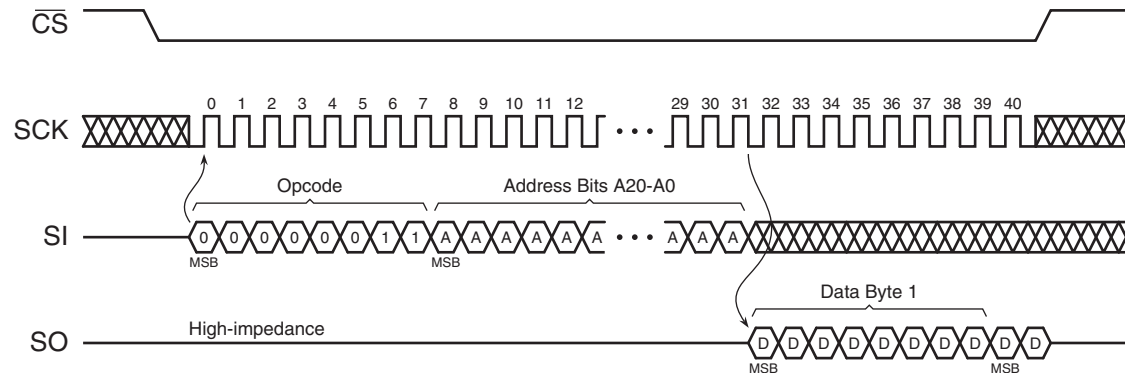 CS
0 1 2 3 4 5 6 7 8 9 10 11 12 29 30 31 32 33 34 35 36 37 38 39 40
SCK
Opcode Address Bits A20-A0
SI 0 0 0 0 0 0 1 1 A A A A A A • • • A A A
MSB MSB
Data Byte 1
High-impedance
SO D D D D D D D D D D
MSB MSB